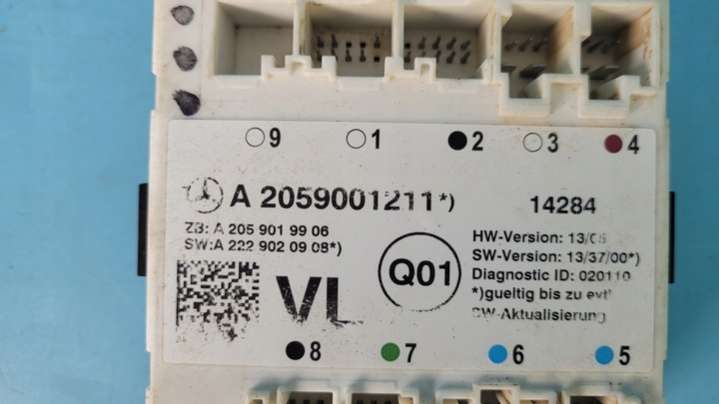 9 1 2 3 4
A 2059001211*) 14284
ZB: A 205 901 99 06
SW:A 222 902 09 08*)
HW-Version: 13/
SW-Version: 13/37/00*)
Diagnostic ID: 020110
*)gueltig bis zu
SW-Aktualisierung
VL
Q01
8 7 6 5